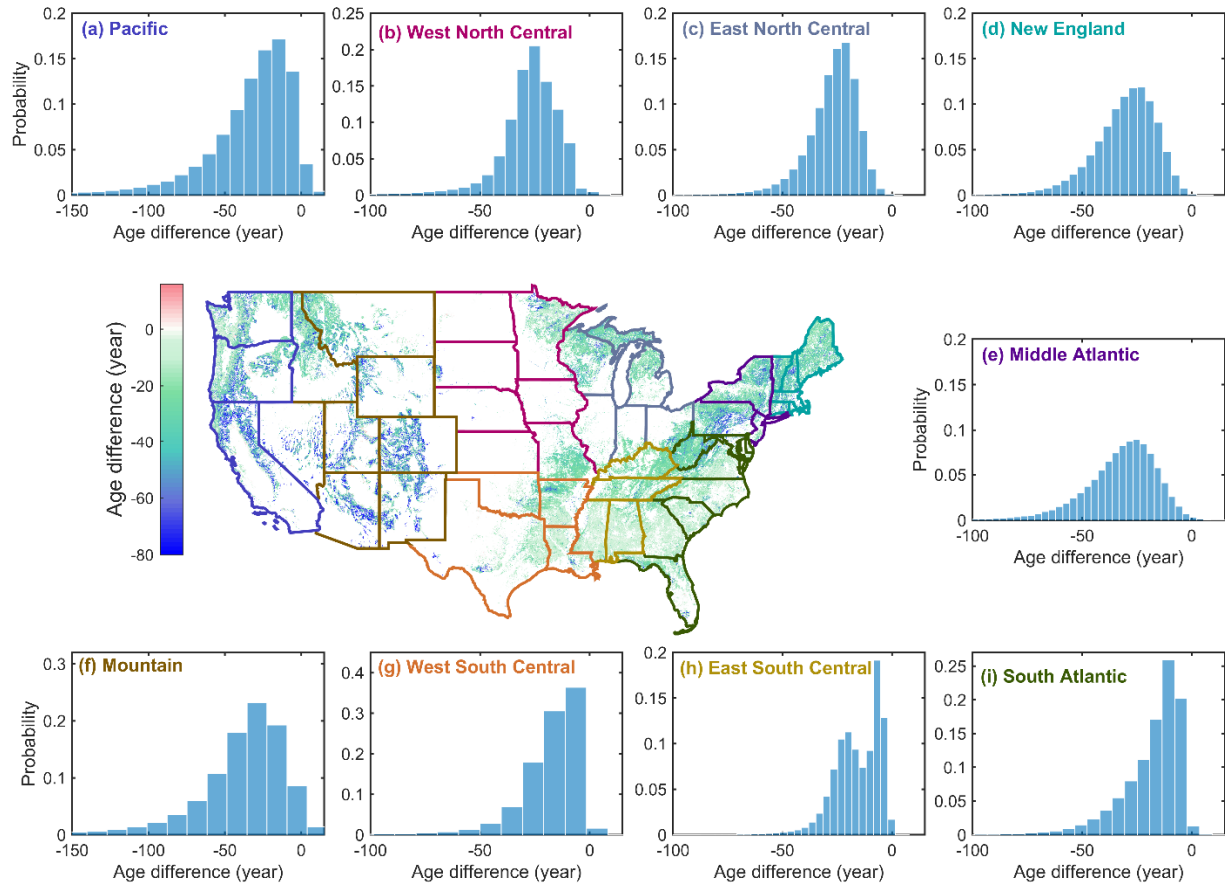 (a) Pacific
(b) West North Central
(c) East North Central
(d) New England
Probability
0.2
0.15
0.1
0.05
0
0.25
0.2
0.15
0.1
0.05
0
0.2
0.15
0.1
0.05
0
0.2
0.15
0.1
0.05
0
-150 -100 -50 0
-100 -50 0
-100 -50 0
-100 -50 0
Age difference (year)
Age difference (year)
Age difference (year)
Age difference (year)
Age difference (year)
0
-20
-40
-60
-80
(e) Middle Atlantic
Probability
0.2
0.15
0.1
0.05
0
-100 -50 0
Age difference (year)
(f) Mountain
(g) West South Central
(h) East South Central
(i) South Atlantic
Probability
0.3
0.2
0.1
0
0.4
0.3
0.2
0.1
0
0.2
0.15
0.1
0.05
0
0.25
0.2
0.15
0.1
0.05
0
-150 -100 -50 0
-100 -50 0
-100 -50 0
-100 -50 0
Age difference (year)
Age difference (year)
Age difference (year)
Age difference (year)